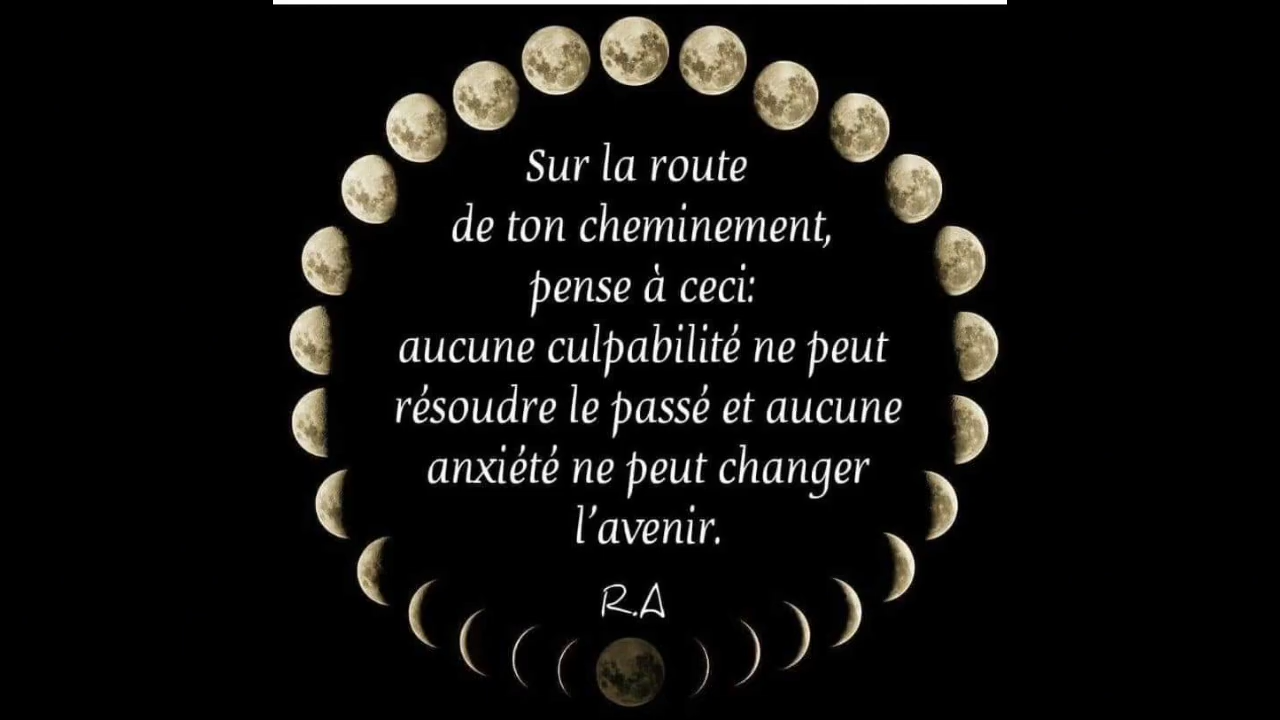 Sur la route
de ton cheminement,
pense à ceci:
aucune culpabilité ne peut
résoudre le passé et aucune
anxiété ne peut changer
l'avenir.
R.A